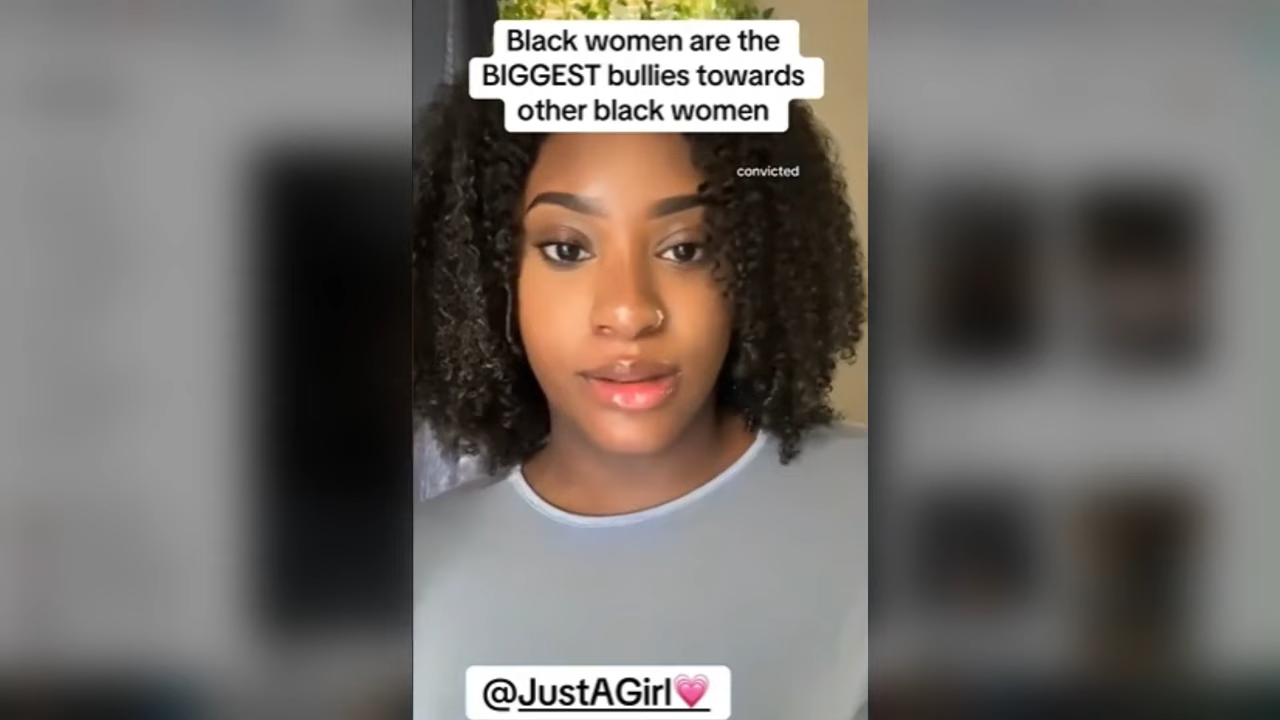 Black women are the
BIGGEST bullies towards
other black women
convicted
@JustAGirl💗